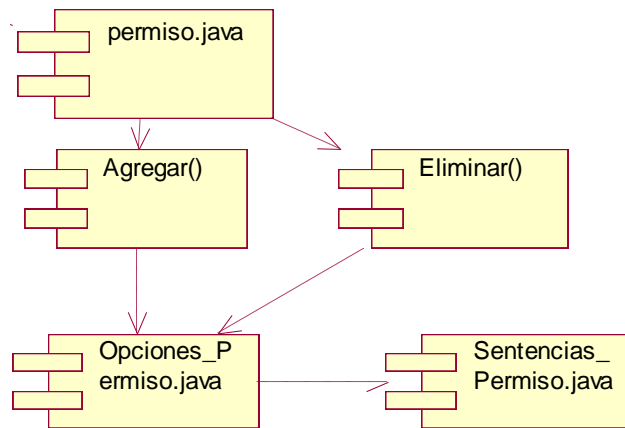 permiso.java
Agregar()
Eliminar()
Opciones_P
ermiso.java
Sentencias_
Permiso.java